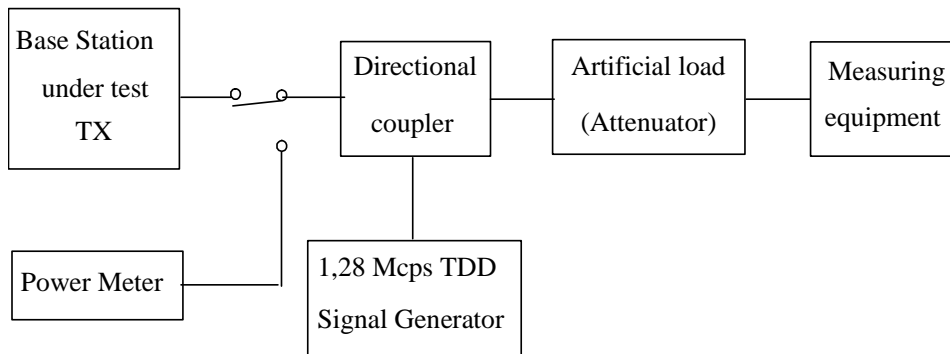 Base Station
under test
TX
Directional
coupler
Artificial load
(Attenuator)
Measuring
equipment
Power Meter
1,28 Mcps TDD
Signal Generator